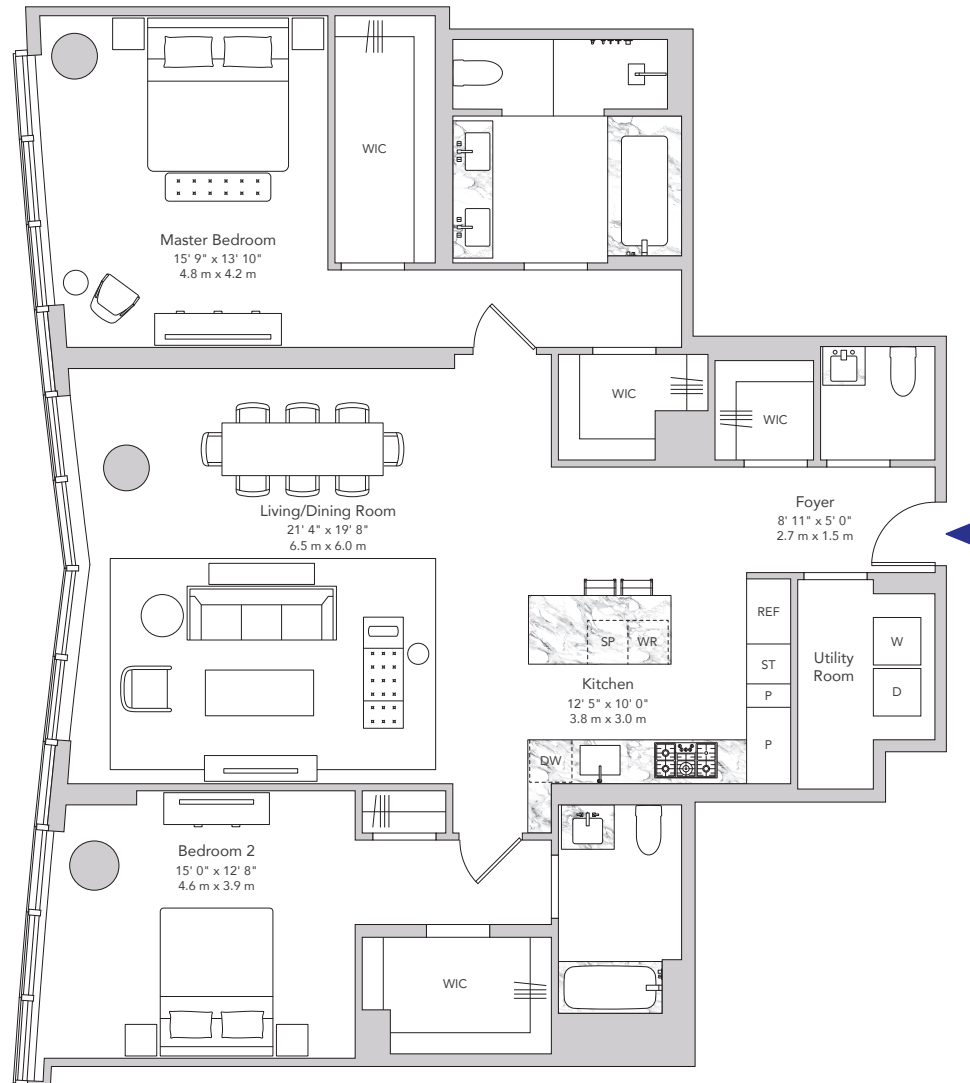 WIC
Master Bedroom
15' 9" x 13' 10"
4.8 m x 4.2 m
WIC
WIC
Living/Dining Room
21' 4" x 19' 8"
6.5 m x 6.0 m
Foyer
8' 11" x 5' 0"
2.7 m x 1.5 m
REF
SP
WR
W
ST
Utility
Room
Kitchen
12' 5" x 10' 0"
3.8 m x 3.0 m
P
D
P
DW
Bedroom 2
15' 0" x 12' 8"
4.6 m x 3.9 m
WIC